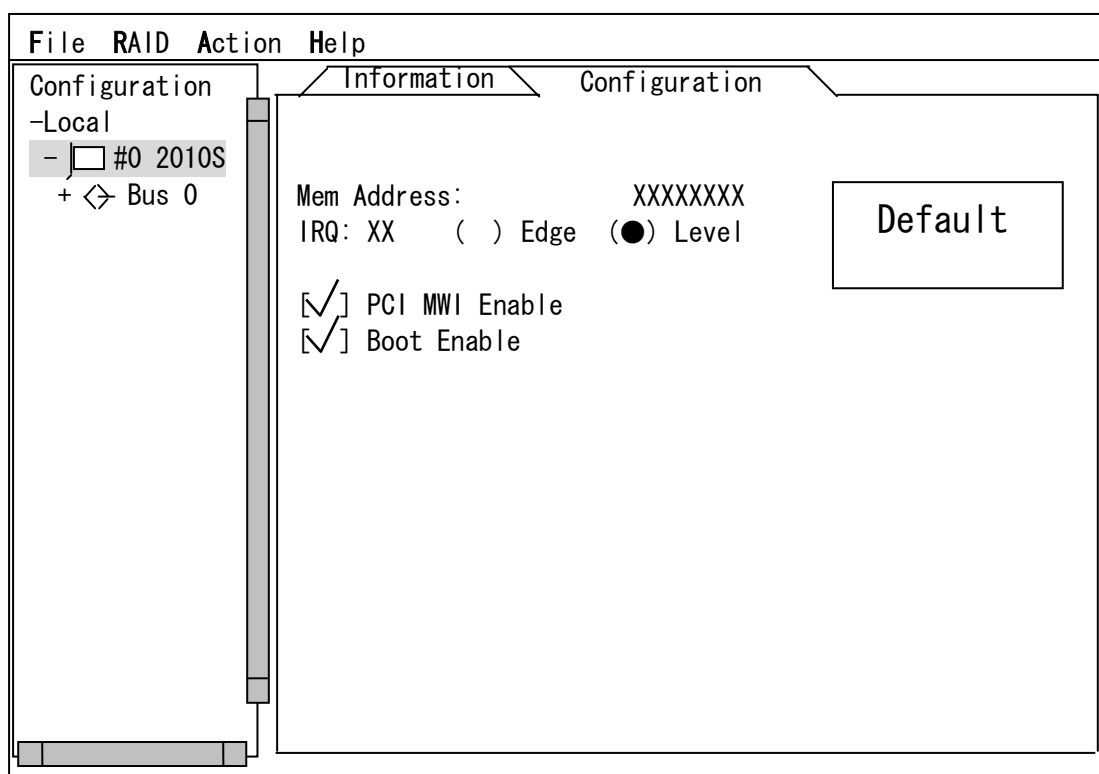 File RAID Action Help
Configuration
-Local
- #0 2010S
+ Bus 0
Information
Configuration
Mem Address: XXXXXXXX
IRQ: XX ( ) Edge (●) Level
[✓] PCI MWI Enable
[✓] Boot Enable
Default